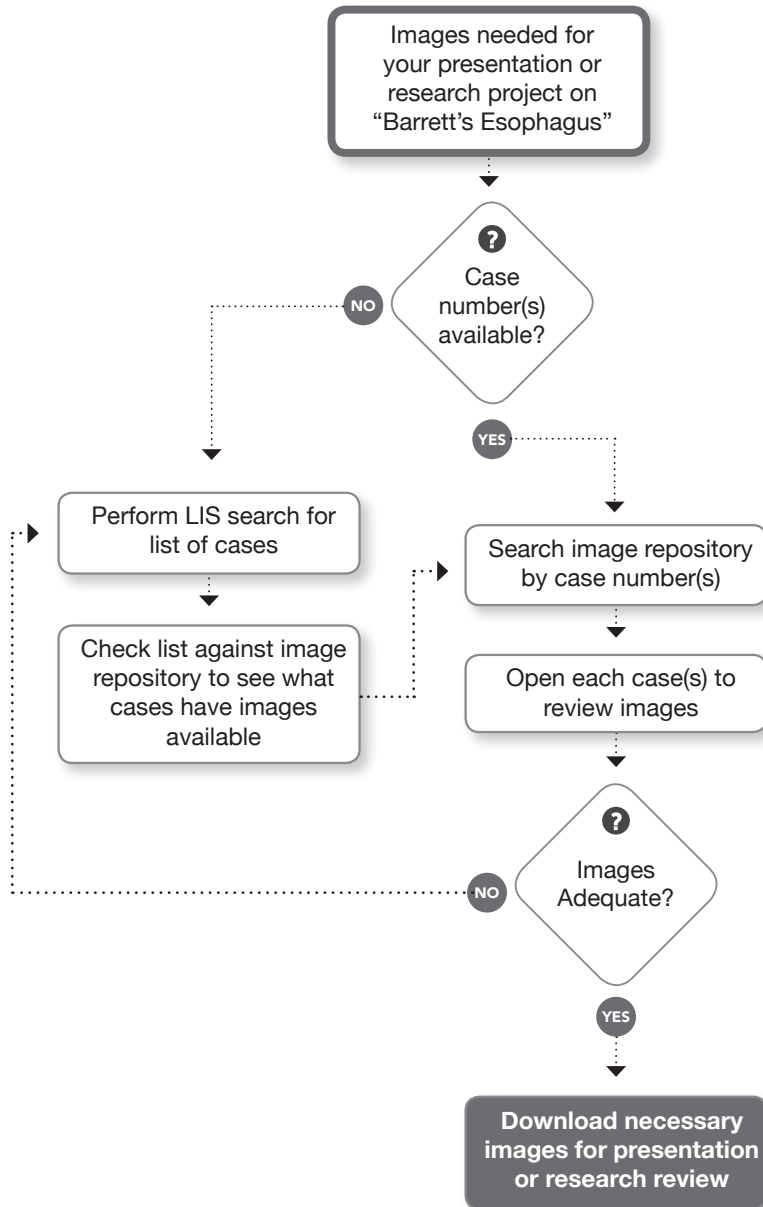 Images needed for
your presentation or
research project on
“Barrett’s Esophagus”
?
Case
number(s)
available?
NO
YES
Perform LIS search for
list of cases
Check list against image
repository to see what
cases have images
available
Search image repository
by case number(s)
Open each case(s) to
review images
?
Images
Adequate?
NO
YES
Download necessary
images for presentation
or research review